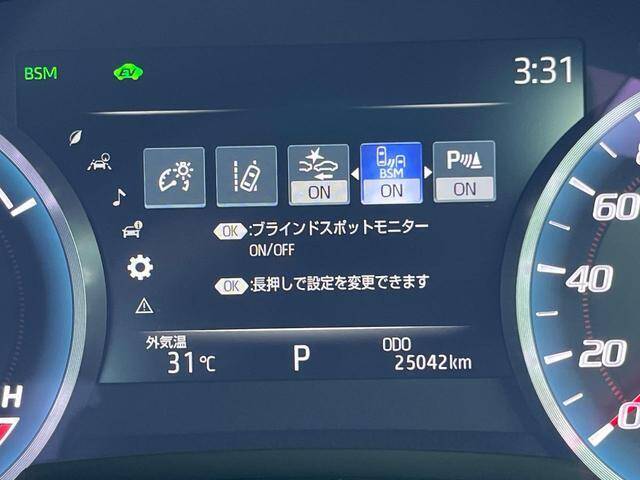 BSM EV 3:31
ON BSM ON P ON
OK :ブラインドスポットモニター
ON/OFF
OK :長押しで設定を変更できます
外気温 ODO
31℃ P 25042km
60
40
20
0
H